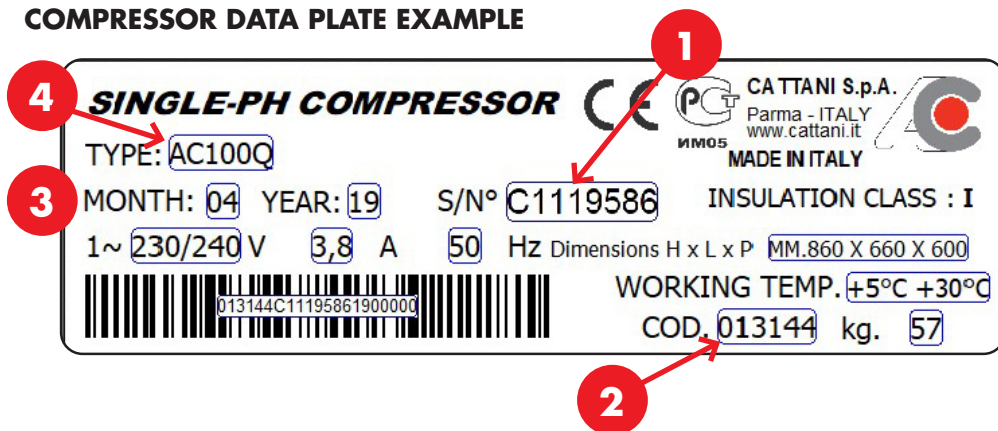 COMPRESSOR DATA PLATE EXAMPLE
1
4
SINGLE-PH COMPRESSOR CE PCT CATTANI S.p.A.
Parma - ITALY
ИМ05 www.cattani.it
TYPE: AC100Q MADE IN ITALY
3 MONTH: 04 YEAR: 19 S/N° C1119586 INSULATION CLASS : I
1~ 230/240 V 3,8 A 50 Hz Dimensions H x L x P MM.860 X 660 X 600
013144C11195861900000 WORKING TEMP. +5°C +30°C
COD. 013144 kg. 57
2